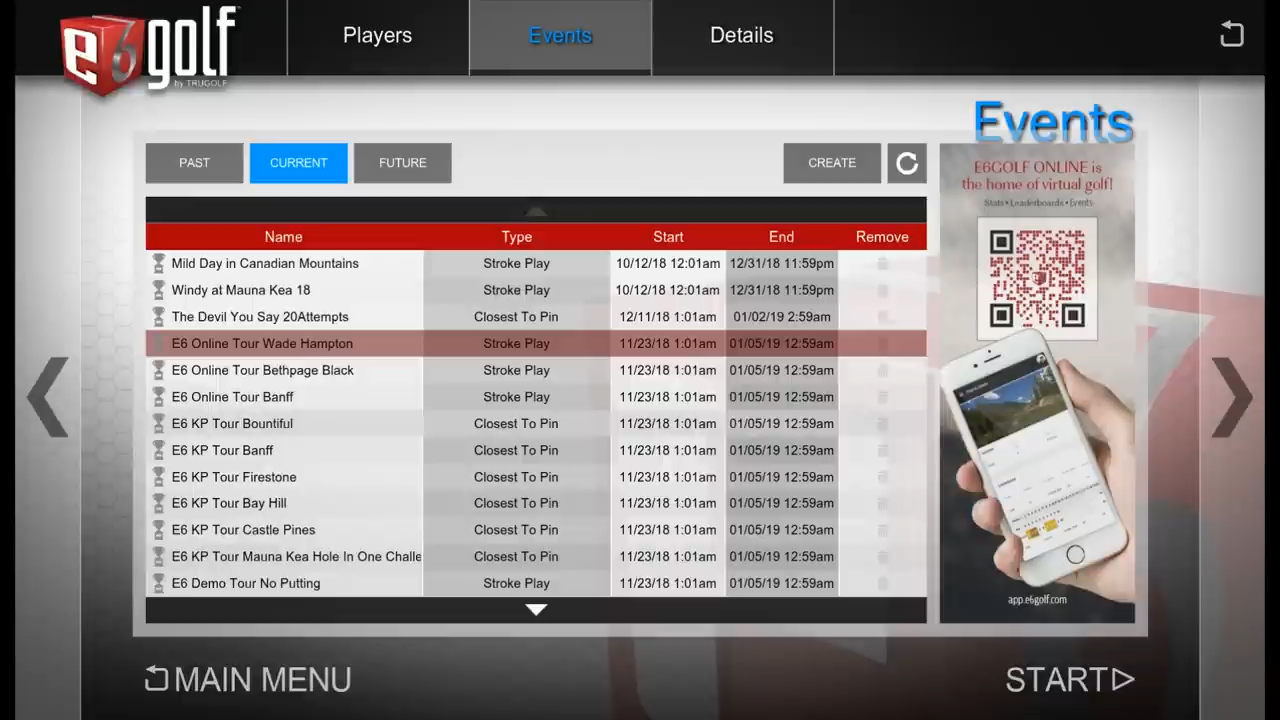 e6golf
by TRUGOLF
Players
Events
Details
Events
PAST
CURRENT
FUTURE
CREATE
Name Type Start End Remove
Mild Day in Canadian Mountains Stroke Play 10/12/18 12:01am 12/31/18 11:59pm
Windy at Mauna Kea 18 Stroke Play 10/12/18 12:01am 12/31/18 11:59pm
The Devil You Say 20Attempts Closest To Pin 12/11/18 1:01am 01/02/19 2:59am
E6 Online Tour Wade Hampton Stroke Play 11/23/18 1:01am 01/05/19 12:59am
E6 Online Tour Bethpage Black Stroke Play 11/23/18 1:01am 01/05/19 12:59am
E6 Online Tour Banff Stroke Play 11/23/18 1:01am 01/05/19 12:59am
E6 KP Tour Bountiful Closest To Pin 11/23/18 1:01am 01/05/19 12:59am
E6 KP Tour Banff Closest To Pin 11/23/18 1:01am 01/05/19 12:59am
E6 KP Tour Firestone Closest To Pin 11/23/18 1:01am 01/05/19 12:59am
E6 KP Tour Bay Hill Closest To Pin 11/23/18 1:01am 01/05/19 12:59am
E6 KP Tour Castle Pines Closest To Pin 11/23/18 1:01am 01/05/19 12:59am
E6 KP Tour Mauna Kea Hole In One Challe Closest To Pin 11/23/18 1:01am 01/05/19 12:59am
E6 Demo Tour No Putting Stroke Play 11/23/18 1:01am 01/05/19 12:59am
E6GOLF ONLINE is
the home of virtual golf!
Stats • Leaderboards • Events
app.e6golf.com
MAIN MENU
START